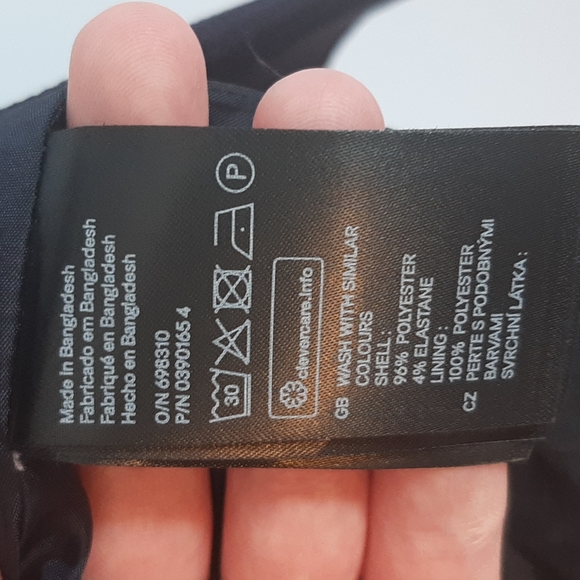 Made in Bangladesh
Fabricado em Bangladesh
Fabriqué en Bangladesh
Hecho en Bangladesh
O/N 698310
P/N 0390165 4
30
P
clevercare.info
GB WASH WITH SIMILAR
COLOURS
SHELL :
96% POLYESTER
4% ELASTANE
LINING :
100% POLYESTER
CZ PERTE S PODOBNÝMI
BARVAMI
SVRCHNÍ LÁTKA :